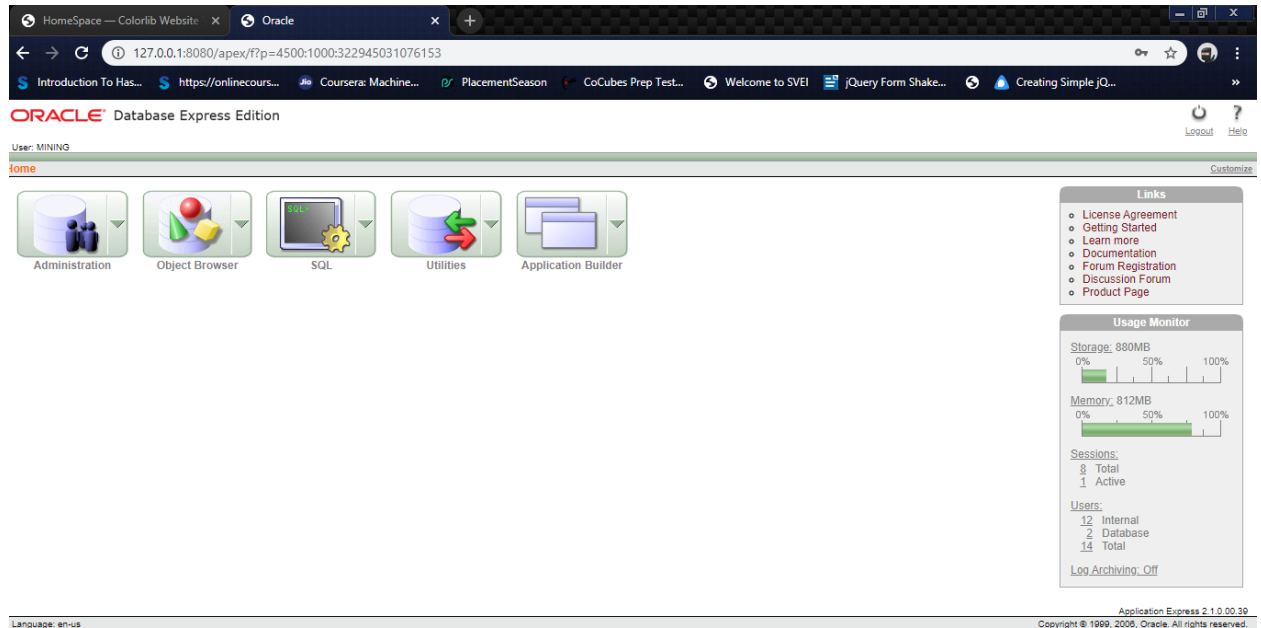 HomeSpace — Colorlib Website
Oracle
127.0.0.1:8080/apex/f?p=4500:1000:322945031076153
Introduction To Has...
https://onlinecours...
Jio
Coursera: Machine...
PlacementSeason
CoCubes Prep Test...
Welcome to SVEI
jQuery Form Shake...
Creating Simple jQ...
»
ORACLE Database Express Edition
Logout
? Help
User: MINING
Home
Customize
Administration
Object Browser
SQL>
SQL
Utilities
Application Builder
Links
License Agreement
Getting Started
Learn more
Documentation
Forum Registration
Discussion Forum
Product Page
Usage Monitor
Storage: 880MB
0% 50% 100%
Memory: 812MB
0% 50% 100%
Sessions:
8 Total
1 Active
Users:
12 Internal
2 Database
14 Total
Log Archiving: Off
Application Express 2.1.0.00.39
Language: en-us
Copyright © 1999, 2006, Oracle. All rights reserved.